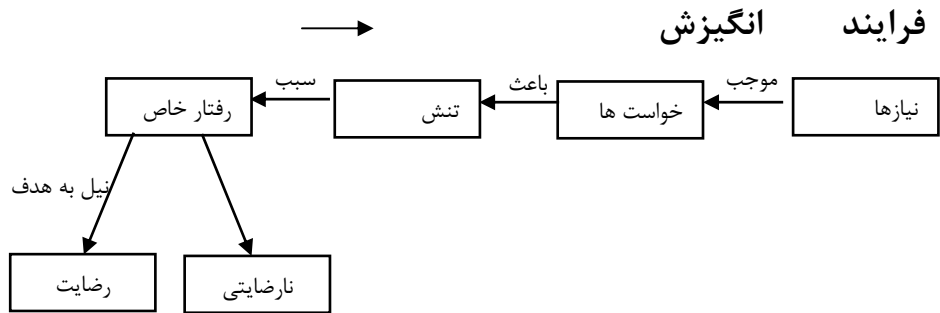 فرایند انگیزش
موجب
باعث
سبب
نیازها
خواست ها
تنش
رفتار خاص
نیل به هدف
نارضایتی
رضایت